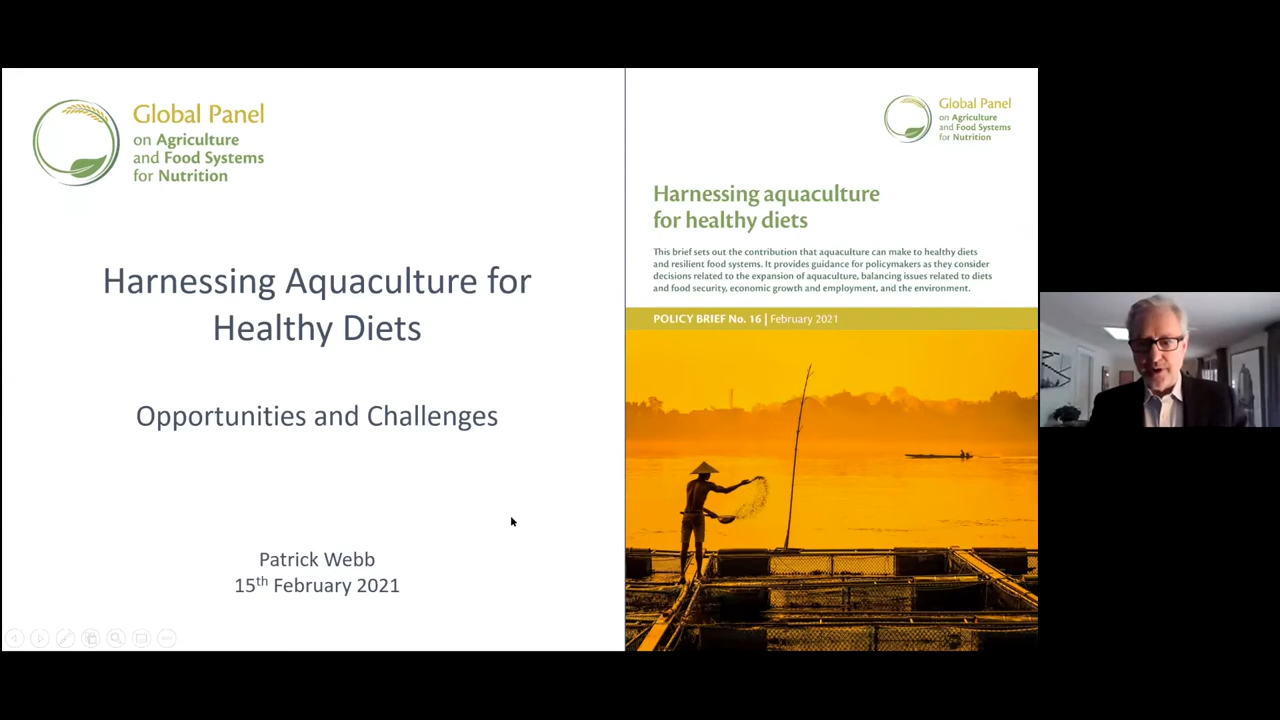 Global Panel
on Agriculture
and Food Systems
for Nutrition
Harnessing Aquaculture for
Healthy Diets
Opportunities and Challenges
Patrick Webb
15th February 2021
Global Panel
on Agriculture
and Food Systems
for Nutrition
Harnessing aquaculture
for healthy diets
This brief sets out the contribution that aquaculture can make to healthy diets
and resilient food systems. It provides guidance for policymakers as they consider
decisions related to the expansion of aquaculture, balancing issues related to diets
and food security, economic growth and employment, and the environment.
POLICY BRIEF No. 16 | February 2021